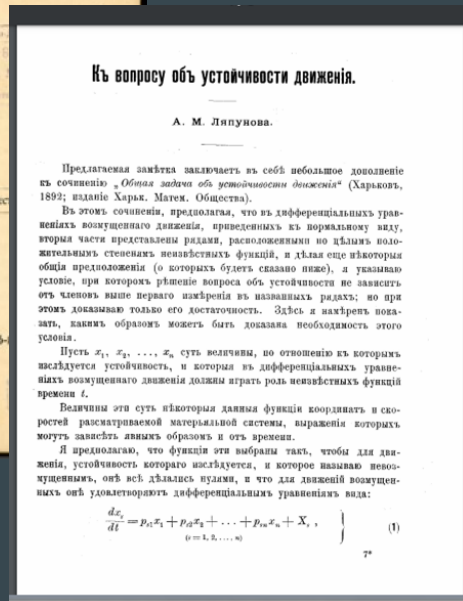 Къ вопросу объ устойчивости движенія.
А. М. Ляпунова.
Предлагаемая замѣтка заключаетъ въ себѣ небольшое дополненіе
къ сочиненію „Общая задача объ устойчивости движенія“ (Харьковъ,
1892; изданіе Харьк. Матем. Общества).
Въ этомъ сочиненіи, предполагая, что въ дифференціальныхъ урав-
неніяхъ возмущеннаго движенія, приведенныхъ къ нормальному виду,
вторыя части представлены рядами, расположенными по цѣлымъ поло-
жительнымъ степенямъ неизвѣстныхъ функцій, и дѣлая еще нѣкоторыя
общія предположенія (о которыхъ будетъ сказано ниже), я указываю
условіе, при которомъ рѣшеніе вопроса объ устойчивости не зависитъ
отъ членовъ выше перваго измѣренія въ названныхъ рядахъ; но при
этомъ доказываю только его достаточность. Здѣсь я намѣренъ пока-
зать, какимъ образомъ можетъ быть доказана необходимость этого
условія.
Пусть x₁, x₂, ..., xₙ суть величины, по отношенію къ которымъ
изслѣдуется устойчивость, и которыя въ дифференціальныхъ уравне-
ніяхъ возмущеннаго движенія должны играть роль неизвѣстныхъ функцій
времени t.
Величины эти суть нѣкоторыя данныя функціи координатъ и ско-
ростей разсматриваемой матерьяльной системы, выраженія которыхъ
могутъ зависѣть явнымъ образомъ и отъ времени.
Я предполагаю, что функціи эти выбраны такъ, чтобы для дви-
женія, устойчивость котораго изслѣдуется, и которое называю невоз-
мущеннымъ, онѣ всѣ дѣлались нулями, и что для движеній возмущен-
ныхъ онѣ удовлетворяютъ дифференціальнымъ уравненіямъ вида:
dxₛ/dt = pₛ₁x₁ + pₛ₂x₂ + ... + pₛₙxₙ + Xₛ , } (1)
(s = 1, 2, ..., n)
7*